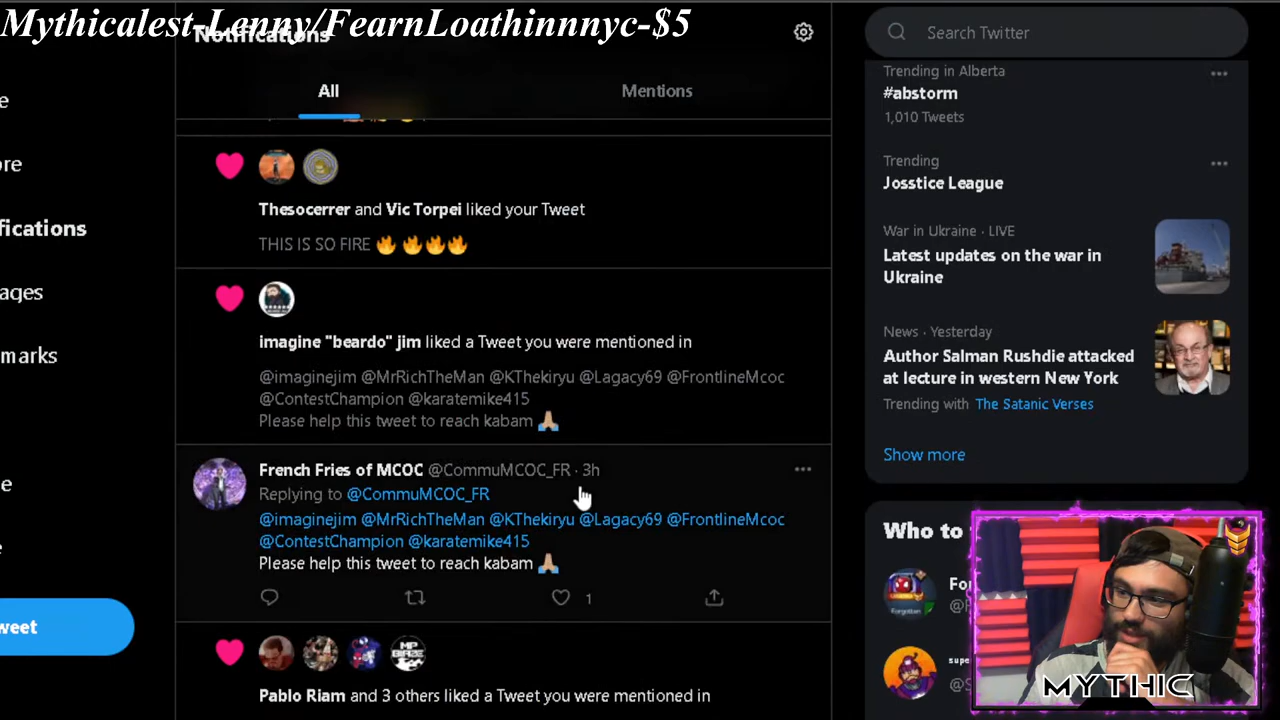 Mythicalest-Lenny/FearnLoathinnnyc-$5
Notifications
All
Mentions
Thesocerrer and Vic Torpei liked your Tweet
THIS IS SO FIRE 🔥 🔥🔥🔥
imagine "beardo" jim liked a Tweet you were mentioned in
@imaginejim @MrRichTheMan @KThekiryu @Lagacy69 @FrontlineMcoc
@ContestChampion @karatemike415
Please help this tweet to reach kabam 🙏🏼
French Fries of MCOC @CommuMCOC_FR · 3h
Replying to @CommuMCOC_FR
@imaginejim @MrRichTheMan @KThekiryu @Lagacy69 @FrontlineMcoc
@ContestChampion @karatemike415
Please help this tweet to reach kabam 🙏🏼
1
Pablo Riam and 3 others liked a Tweet you were mentioned in
e
ore
ifications
ages
marks
e
e
weet
Search Twitter
Trending in Alberta
#abstorm
1,010 Tweets
Trending
Josstice League
War in Ukraine · LIVE
Latest updates on the war in
Ukraine
News · Yesterday
Author Salman Rushdie attacked
at lecture in western New York
Trending with The Satanic Verses
Show more
Who to
For
Forgotten
@F
supe
@S
MYTHIC